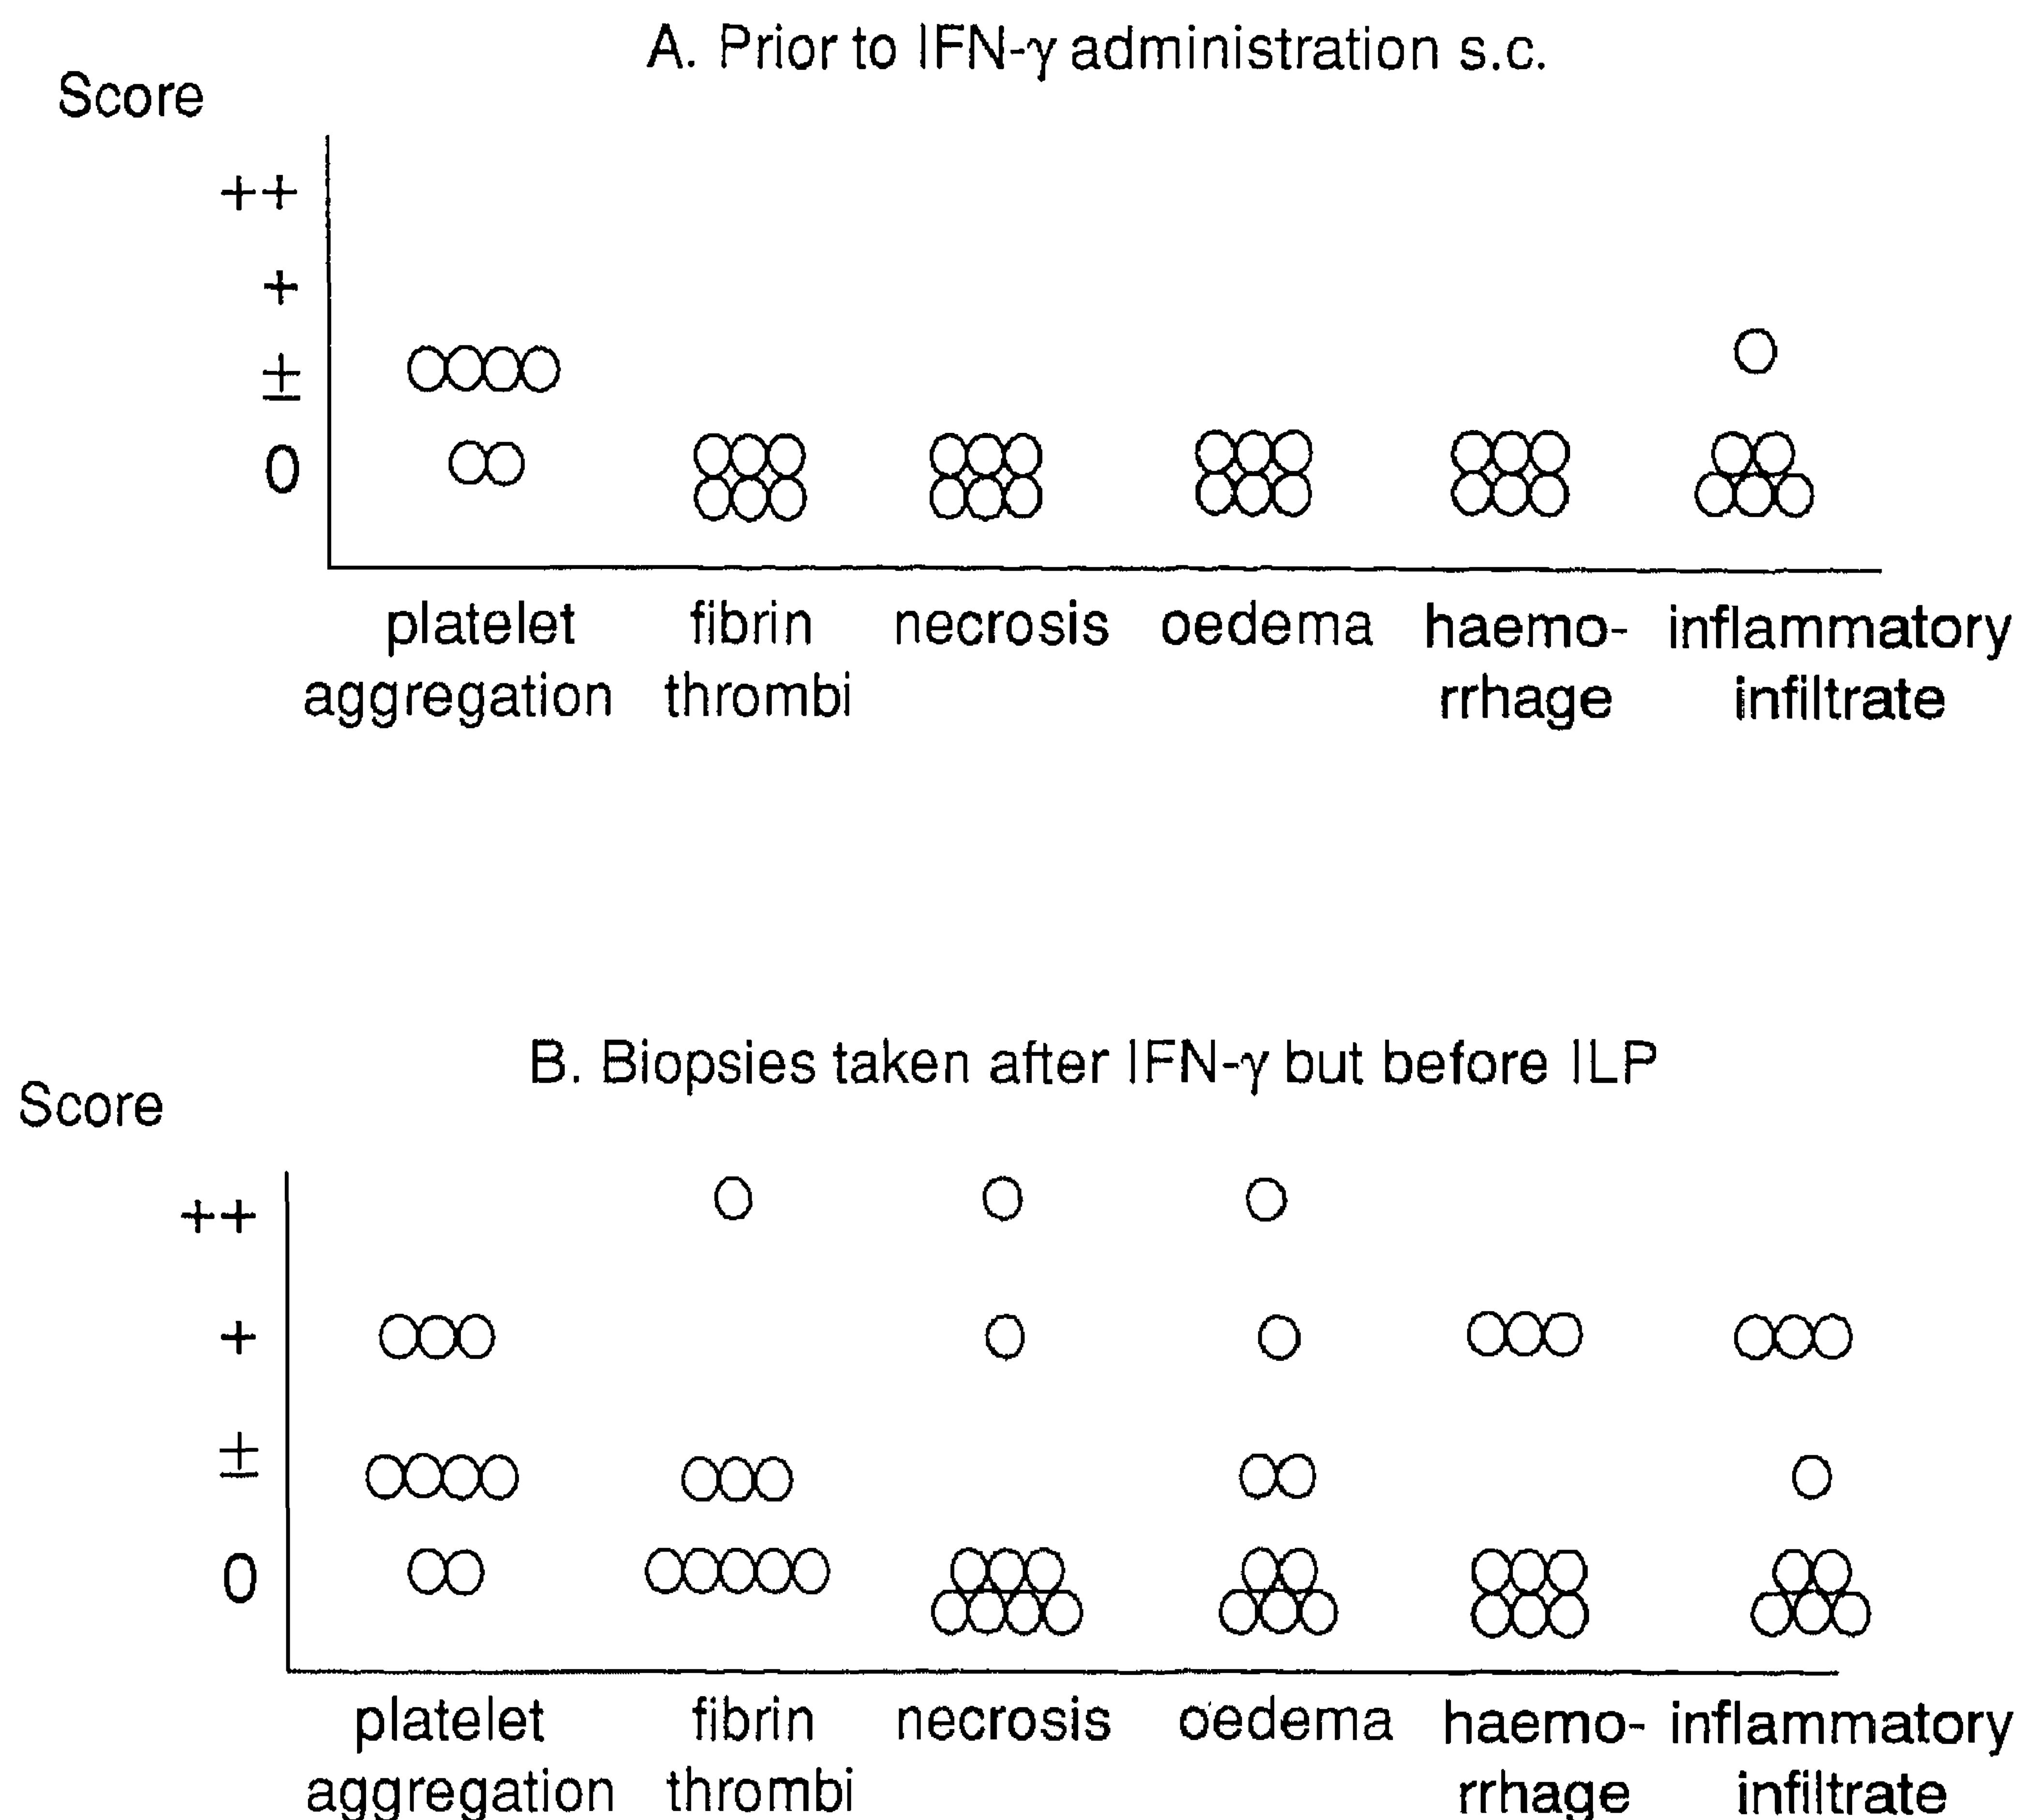 A. Prior to IFN-γ administration s.c.
Score
++
+
±
0
platelet fibrin necrosis oedema haemo- inflammatory
aggregation thrombi rrhage infiltrate
B. Biopsies taken after IFN-γ but before ILP
Score
++
+
±
0
platelet fibrin necrosis oedema haemo- inflammatory
aggregation thrombi rrhage infiltrate